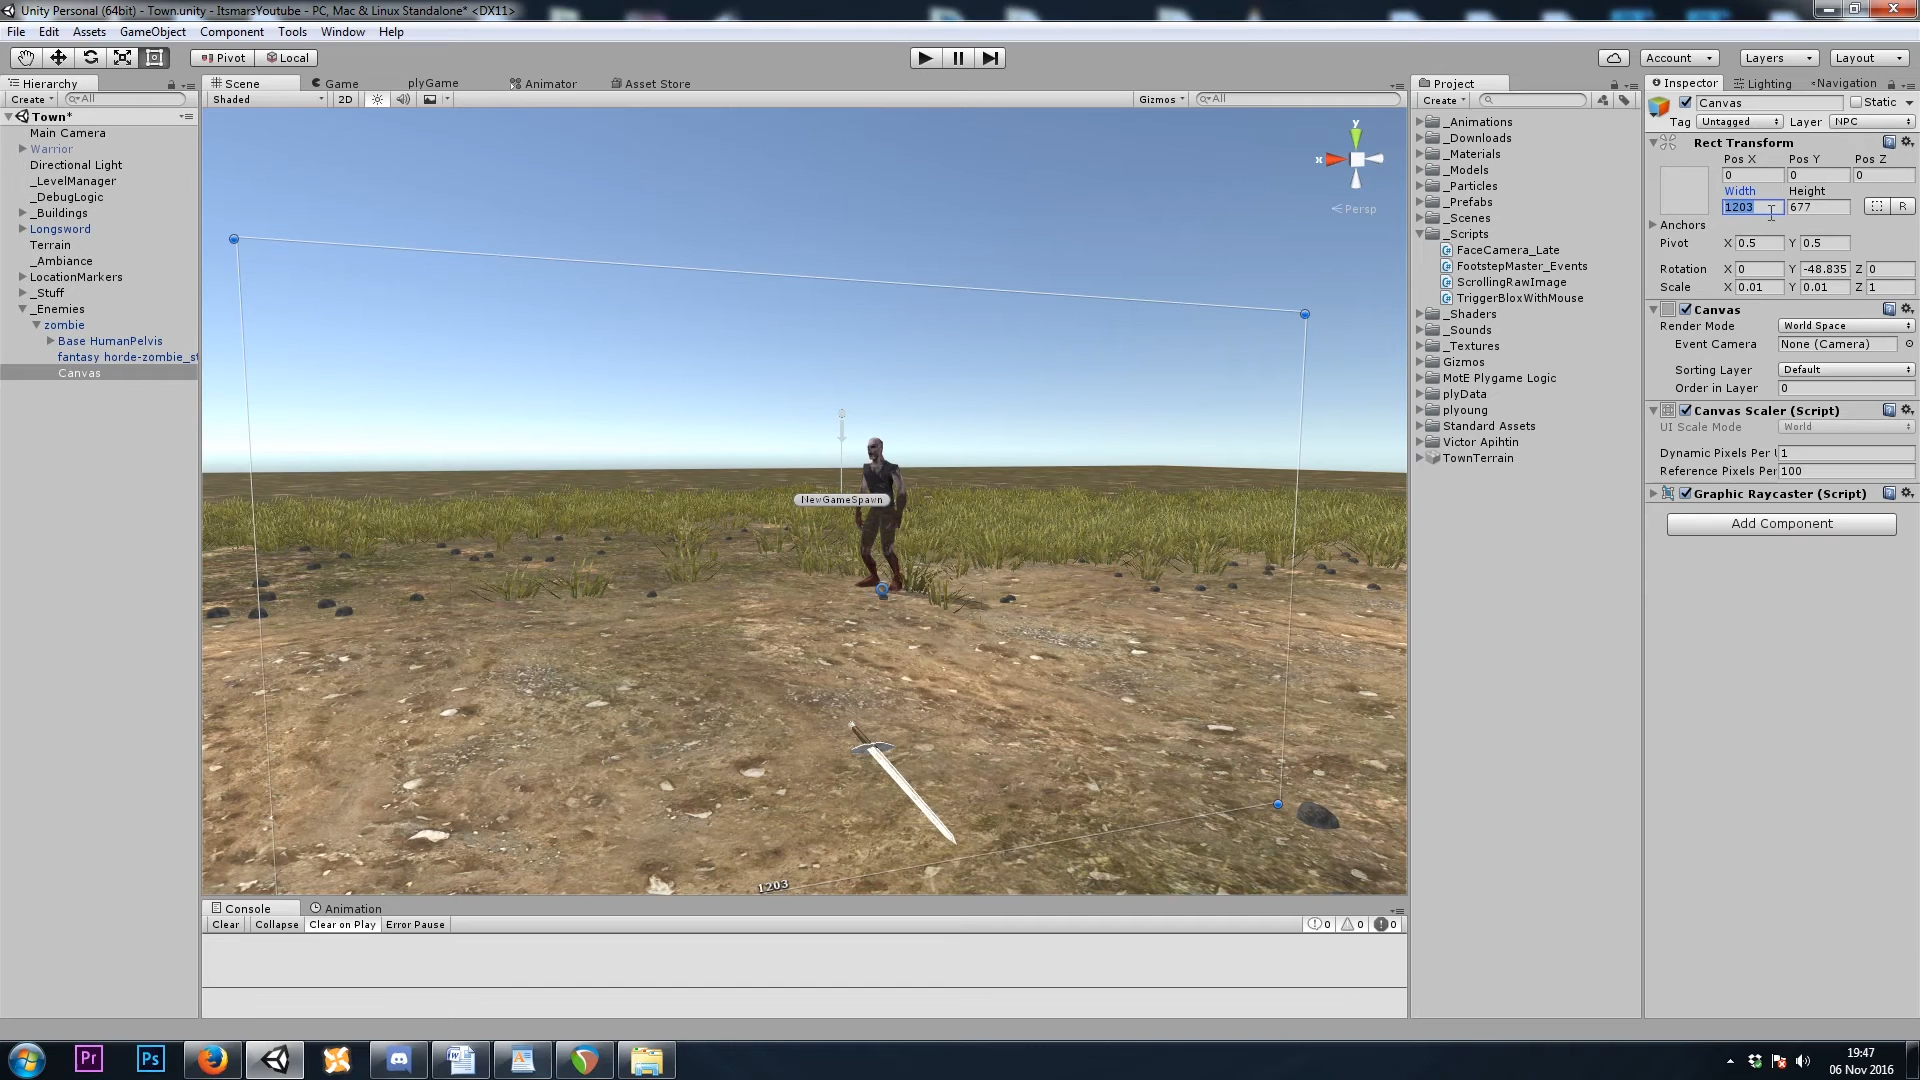 Unity Personal (64bit) - Town.unity - ItsmarsYoutube - PC, Mac & Linux Standalone* <DX11>
File Edit Assets GameObject Component Tools Window Help
Pivot Local Account Layers Layout
Hierarchy
Create All
Town*
Main Camera
Warrior
Directional Light
_LevelManager
_DebugLogic
_Buildings
Longsword
Terrain
_Ambiance
LocationMarkers
_Stuff
_Enemies
zombie
Base HumanPelvis
fantasy horde-zombie_st
Canvas
Scene Game plyGame Animator Asset Store
Shaded 2D Gizmos All
y
x
Persp
NewGameSpawn
1203
Console Animation
Clear Collapse Clear on Play Error Pause 0 0 0
Project
Create
_Animations
_Downloads
_Materials
_Models
_Particles
_Prefabs
_Scenes
_Scripts
FaceCamera_Late
FootstepMaster_Events
ScrollingRawImage
TriggerBloxWithMouse
_Shaders
_Sounds
_Textures
Gizmos
MotE Plygame Logic
plyData
plyoung
Standard Assets
Victor Apihtin
TownTerrain
Inspector Lighting Navigation
Canvas Static
Tag Untagged Layer NPC
Rect Transform
Pos X Pos Y Pos Z
0 0 0
Width Height
1203 677 R
Anchors
Pivot X 0.5 Y 0.5
Rotation X 0 Y -48.835 Z 0
Scale X 0.01 Y 0.01 Z 1
Canvas
Render Mode World Space
Event Camera None (Camera)
Sorting Layer Default
Order in Layer 0
Canvas Scaler (Script)
UI Scale Mode World
Dynamic Pixels Per U 1
Reference Pixels Per 100
Graphic Raycaster (Script)
Add Component
Pr Ps
19:47
06 Nov 2016